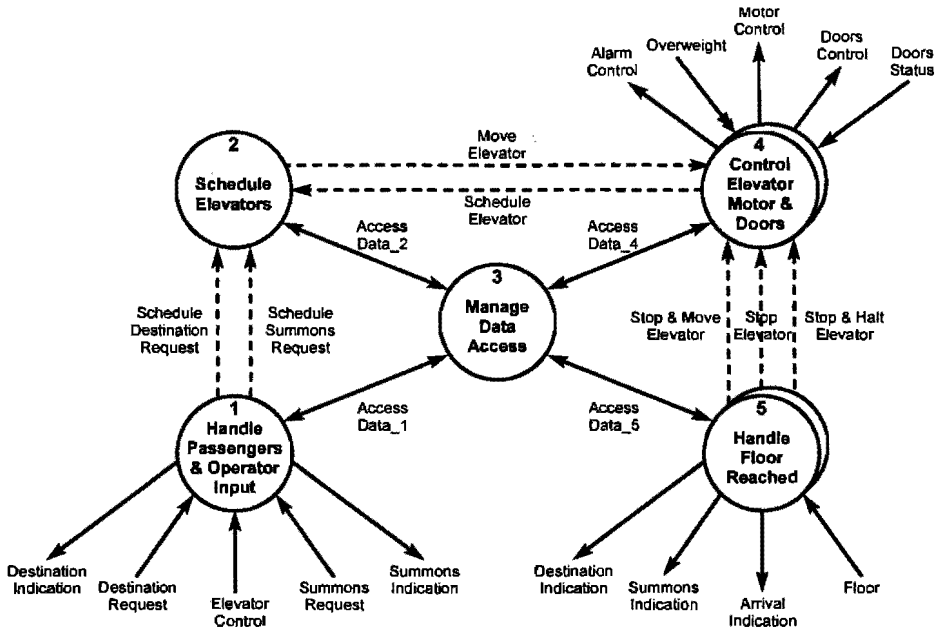 Motor
Control
Alarm
Control
Overweight
Doors
Control
Doors
Status
2
Schedule
Elevators
Move
Elevator
Schedule
Elevator
4
Control
Elevator
Motor &
Doors
Access
Data_2
Access
Data_4
3
Manage
Data
Access
Schedule
Destination
Request
Schedule
Summons
Request
Stop & Move
Elevator
Stop
Elevator
Stop & Halt
Elevator
1
Handle
Passengers
& Operator
Input
Access
Data_1
Access
Data_5
5
Handle
Floor
Reached
Destination
Indication
Destination
Request
Elevator
Control
Summons
Request
Summons
Indication
Destination
Indication
Summons
Indication
Arrival
Indication
Floor